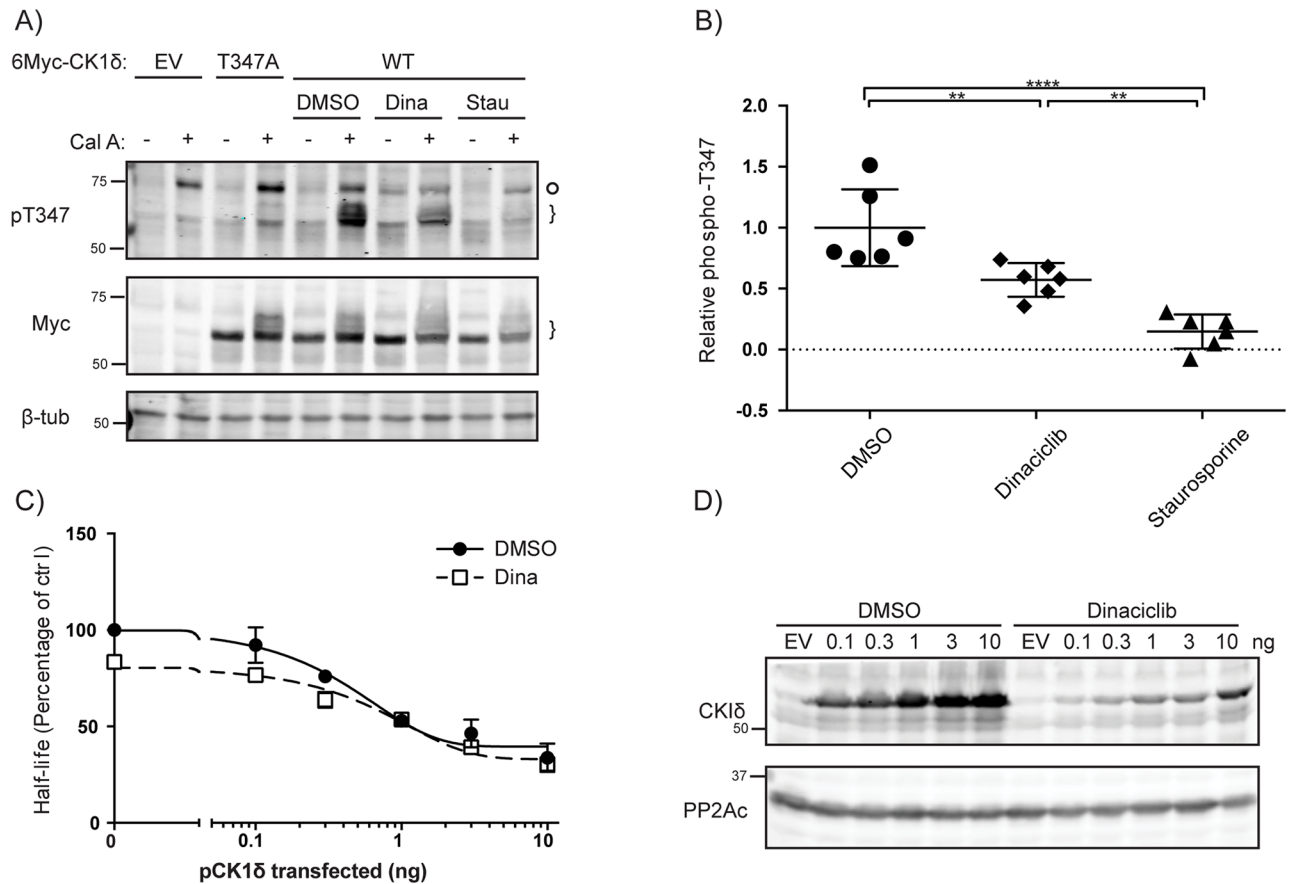 A)
6Myc-CK1δ: EV T347A WT
DMSO Dina Stau
Cal A: - + - + - + - + - +
75
pT347
50
o
}
75
Myc
50
}
β-tub
50
B)
**** 
** **
Relative pho spho -T347
2.0
1.5
1.0
0.5
0.0
-0.5
DMSO
Dinaciclib
Staurosporine
C)
Half-life (Percentage of ctr l)
150
100
50
0
DMSO
Dina
0 0.1 1 10
pCK1δ transfected (ng)
D)
DMSO Dinaciclib
EV 0.1 0.3 1 3 10 EV 0.1 0.3 1 3 10 ng
CKIδ
50
37
PP2Ac